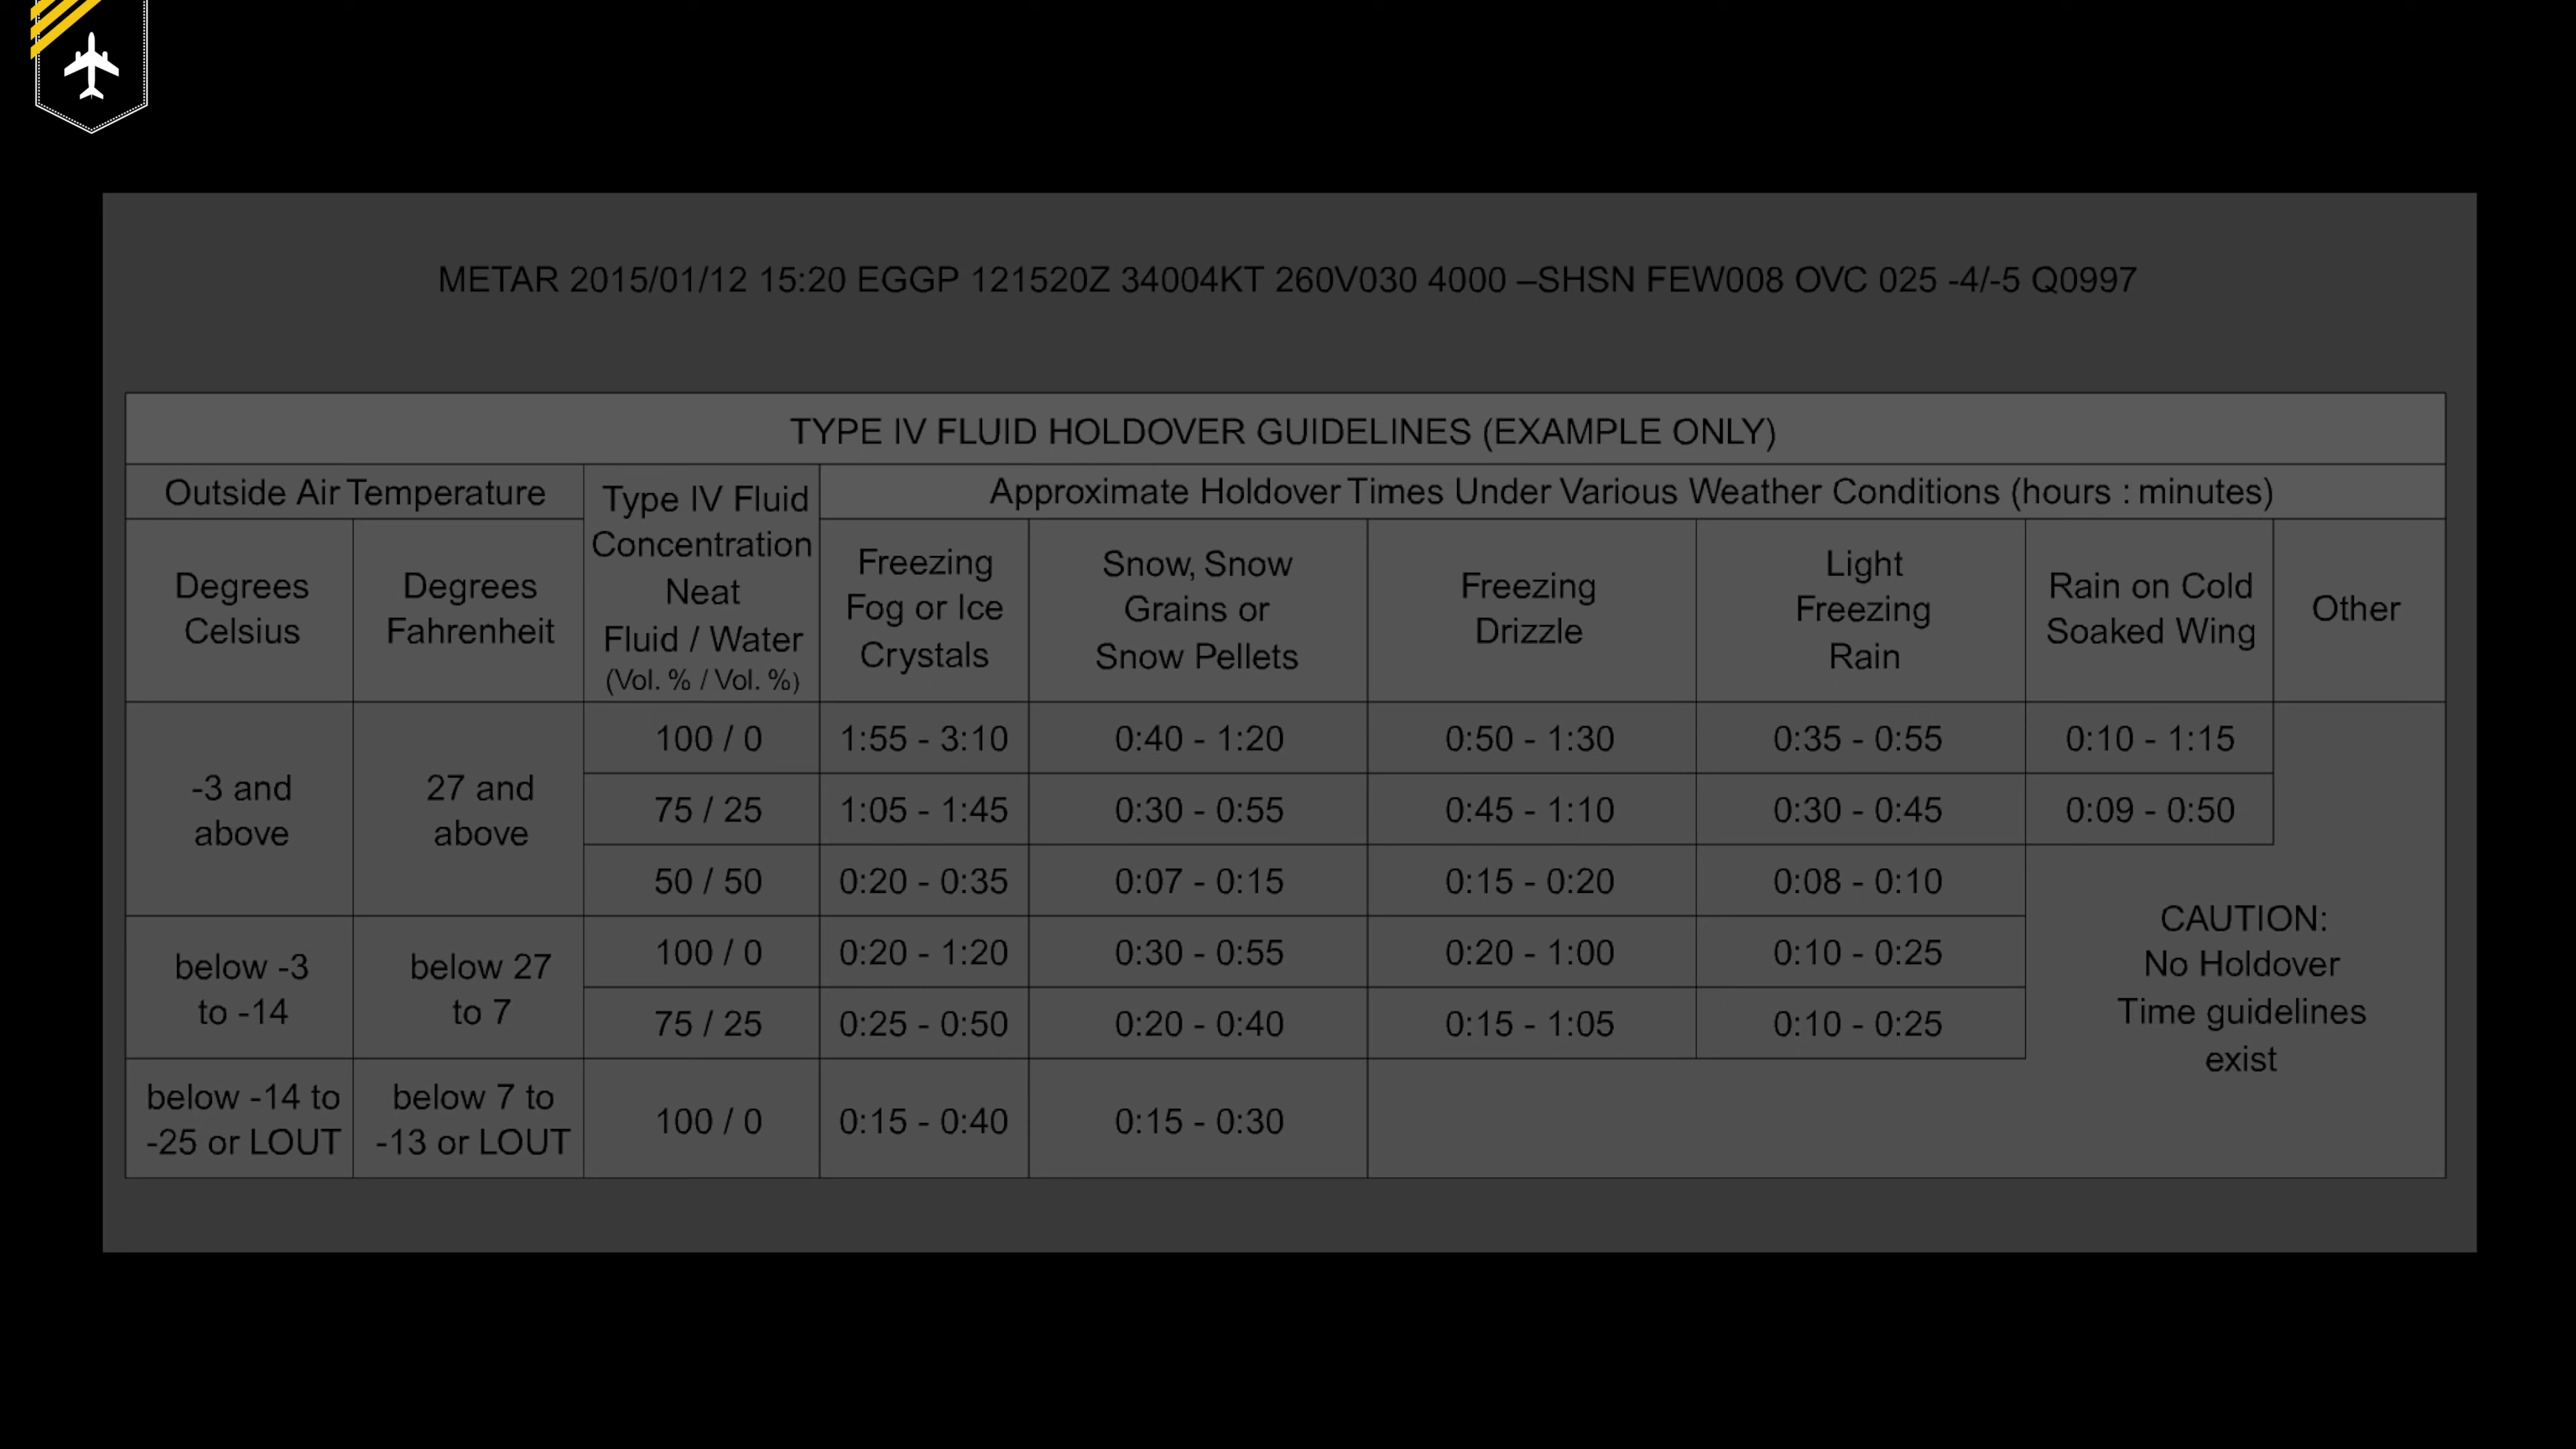 METAR 2015/01/12 15:20 EGGP 121520Z 34004KT 260V030 4000 –SHSN FEW008 OVC 025 -4/-5 Q0997
TYPE IV FLUID HOLDOVER GUIDELINES (EXAMPLE ONLY)
Outside Air Temperature
Type IV Fluid
Concentration
Neat
Fluid / Water
(Vol. % / Vol. %)
Approximate Holdover Times Under Various Weather Conditions (hours : minutes)
Degrees
Celsius
Degrees
Fahrenheit
Freezing
Fog or Ice
Crystals
Snow, Snow
Grains or
Snow Pellets
Freezing
Drizzle
Light
Freezing
Rain
Rain on Cold
Soaked Wing
Other
-3 and
above
27 and
above
100 / 0 1:55 - 3:10 0:40 - 1:20 0:50 - 1:30 0:35 - 0:55 0:10 - 1:15
75 / 25 1:05 - 1:45 0:30 - 0:55 0:45 - 1:10 0:30 - 0:45 0:09 - 0:50
50 / 50 0:20 - 0:35 0:07 - 0:15 0:15 - 0:20 0:08 - 0:10
below -3
to -14
below 27
to 7
100 / 0 0:20 - 1:20 0:30 - 0:55 0:20 - 1:00 0:10 - 0:25
75 / 25 0:25 - 0:50 0:20 - 0:40 0:15 - 1:05 0:10 - 0:25
below -14 to
-25 or LOUT
below 7 to
-13 or LOUT
100 / 0 0:15 - 0:40 0:15 - 0:30
CAUTION:
No Holdover
Time guidelines
exist